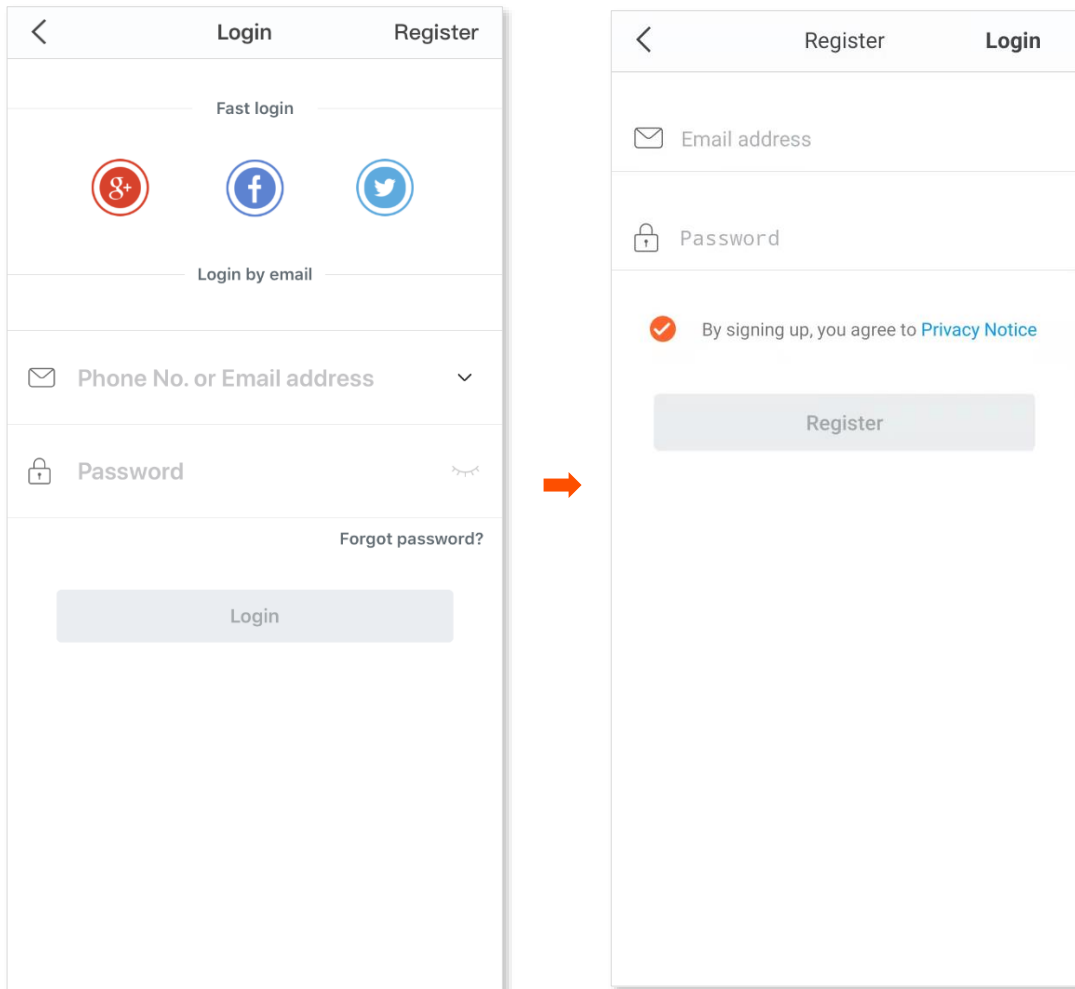 Login Register
Fast login
g+ f
Login by email
Phone No. or Email address
Password
Forgot password?
Login
Register Login
Email address
Password
By signing up, you agree to Privacy Notice
Register